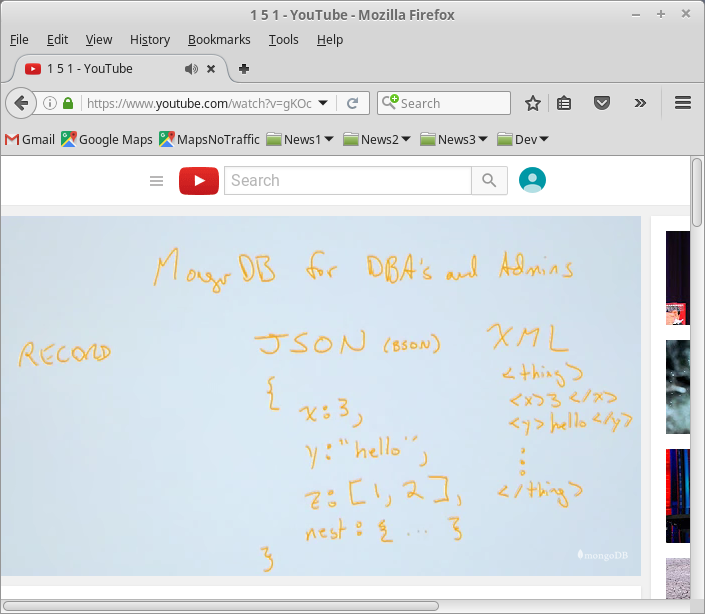 1 5 1 - YouTube - Mozilla Firefox
File Edit View History Bookmarks Tools Help
1 5 1 - YouTube
https://www.youtube.com/watch?v=gKOc
Search
Gmail Google Maps MapsNoTraffic News1 News2 News3 Dev
Search
MongoDB for DBA's and Admins
RECORD JSON (BSON) XML
{ <thing>
x: 3, <x>3</x>
y: "hello", <y>hello</y>
z: [1, 2], </thing>
nest: { ... }
}
mongoDB